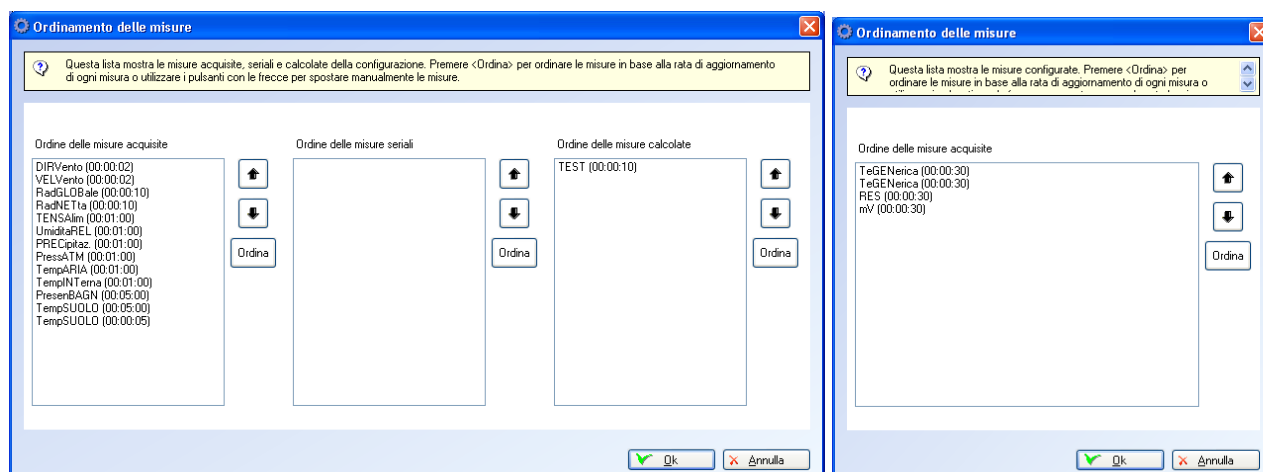 Ordinamento delle misure
Questa lista mostra le misure acquisite, seriali e calcolate della configurazione. Premere <Ordina> per ordinare le misure in base alla rata di aggiornamento
di ogni misura o utilizzare i pulsanti con le frecce per spostare manualmente le misure.
Ordine delle misure acquisite
DIRVento (00:00:02)
VELVento (00:00:02)
RadGLOBale (00:00:10)
RadNETta (00:00:10)
TENSAlim (00:01:00)
UmiditaREL (00:01:00)
PRECipitaz. (00:01:00)
PressATM (00:01:00)
TempARIA (00:01:00)
TempINTerna (00:01:00)
PresenBAGN (00:05:00)
TempSUOLO (00:05:00)
TempSUOLO (00:00:05)
Ordina
Ordine delle misure seriali
Ordina
Ordine delle misure calcolate
TEST (00:00:10)
Ordina
Ok
Annulla
Ordinamento delle misure
Questa lista mostra le misure configurate. Premere <Ordina> per
ordinare le misure in base alla rata di aggiornamento di ogni misura o
Ordine delle misure acquisite
TeGENerica (00:00:30)
TeGENerica (00:00:30)
RES (00:00:30)
mV (00:00:30)
Ordina
Ok
Annulla